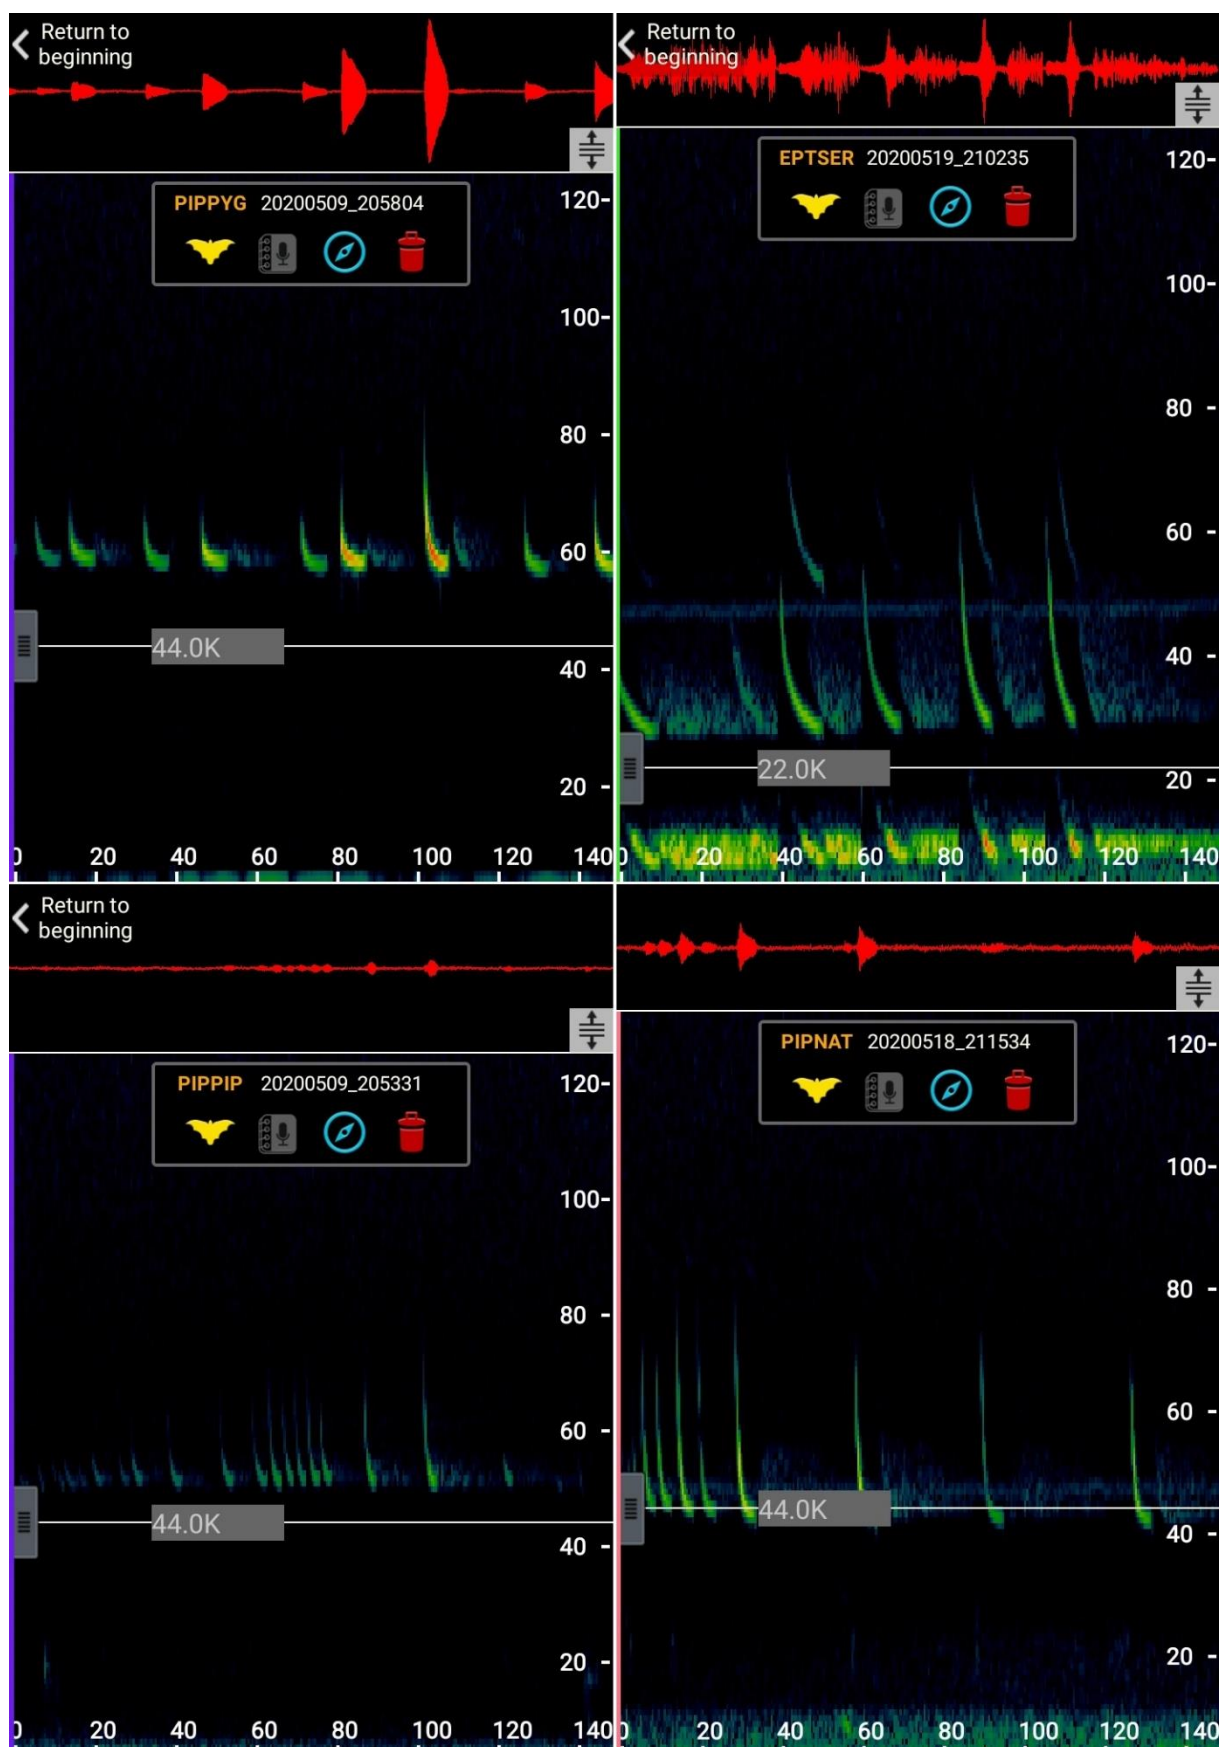 Return to
beginning
PIPPYG 20200509_205804
120-
100-
80 -
60 -
44.0K
40 -
20 -
0 20 40 60 80 100 120 140
Return to
beginning
EPTSER 20200519_210235
120-
100-
80 -
60 -
40 -
22.0K
20 -
0 20 40 60 80 100 120 140
Return to
beginning
PIPPIP 20200509_205331
120-
100-
80 -
60 -
44.0K
40 -
20 -
0 20 40 60 80 100 120 140
PIPNAT 20200518_211534
120-
100-
80 -
60 -
44.0K
40 -
20 -
0 20 40 60 80 100 120 140